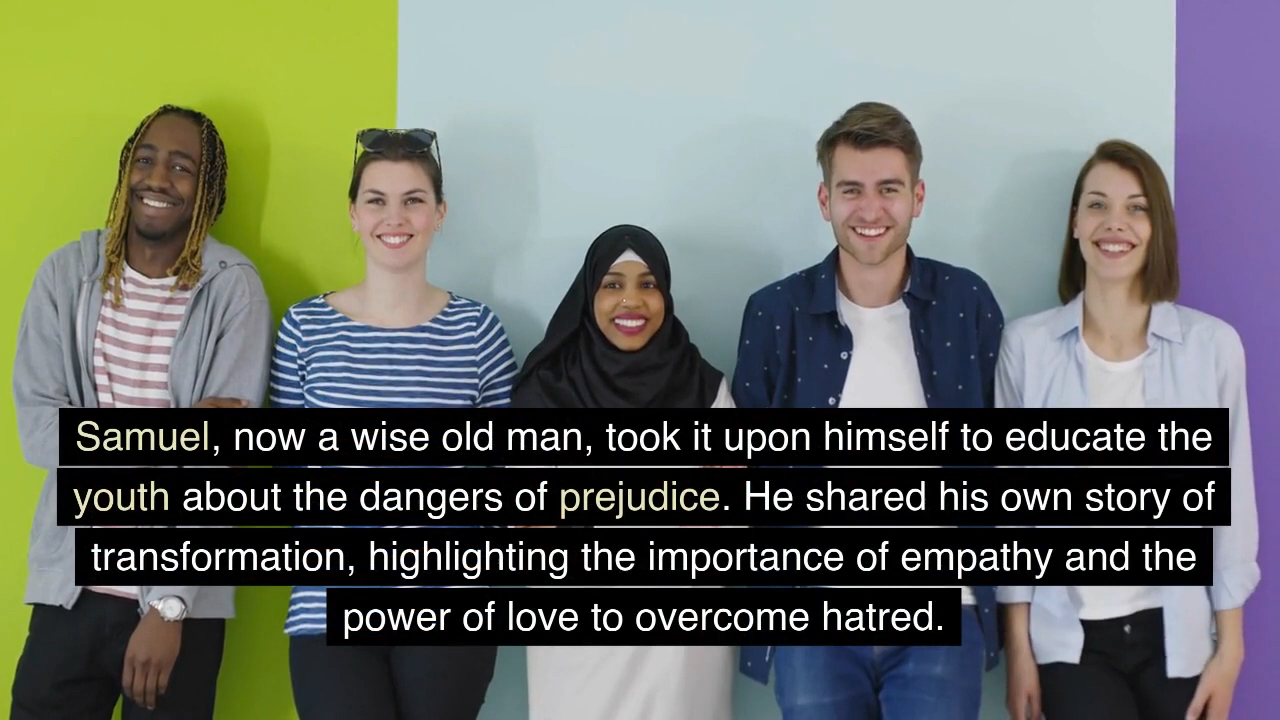 Samuel, now a wise old man, took it upon himself to educate the
youth about the dangers of prejudice. He shared his own story of
transformation, highlighting the importance of empathy and the
power of love to overcome hatred.